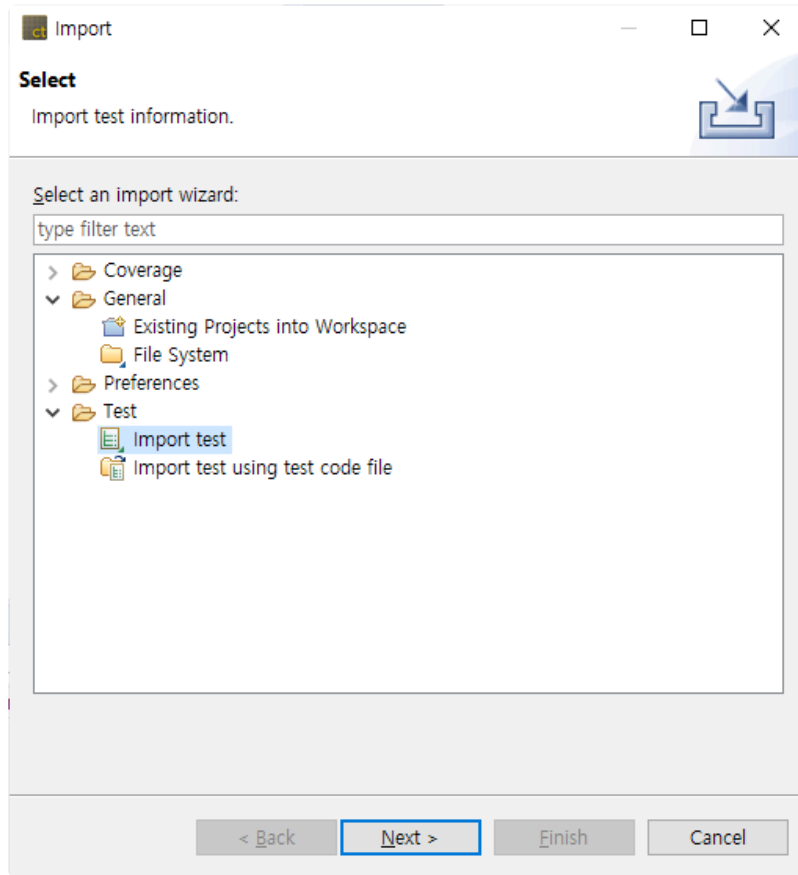 ct Import
Select
Import test information.
Select an import wizard:
type filter text
Coverage
General
Existing Projects into Workspace
File System
Preferences
Test
Import test
Import test using test code file
< Back Next > Finish Cancel